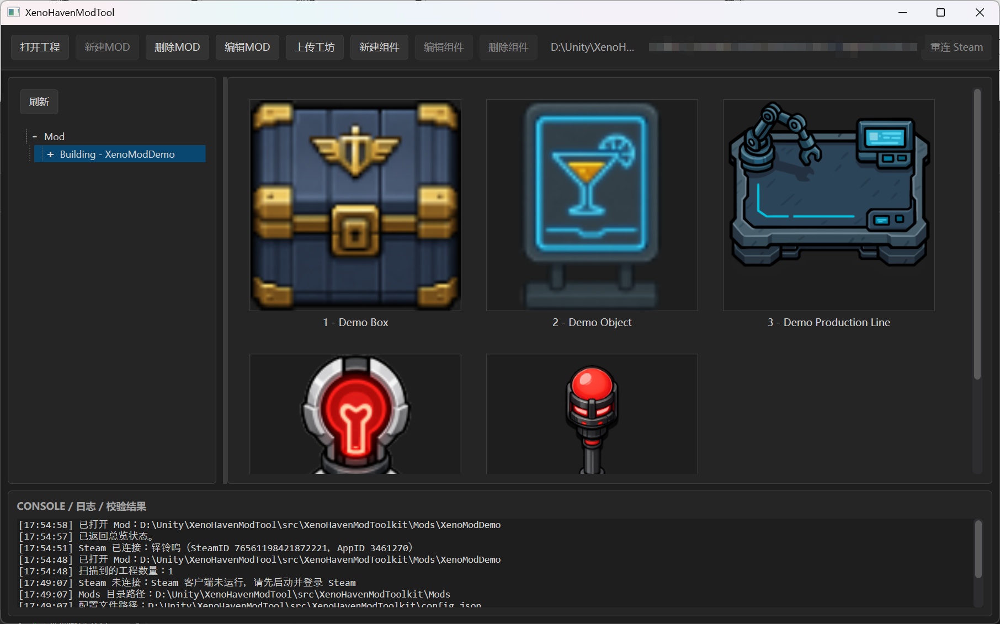 XenoHavenModTool
打开工程 新建MOD 删除MOD 编辑MOD 上传工坊 新建组件 编辑组件 删除组件 D:\Unity\XenoH... 重连 Steam
刷新
- Mod
+ Building - XenoModDemo
1 - Demo Box
2 - Demo Object
3 - Demo Production Line
CONSOLE / 日志 / 校验结果
[17:54:58] 已打开 Mod：D:\Unity\XenoHavenModTool\src\XenoHavenModToolkit\Mods\XenoModDemo
[17:54:57] 已返回总览状态。
[17:54:51] Steam 已连接：铎铃鸣（SteamID 76561198421872221, AppID 3461270）
[17:54:48] 已打开 Mod：D:\Unity\XenoHavenModTool\src\XenoHavenModToolkit\Mods\XenoModDemo
[17:54:48] 扫描到的工程数量：1
[17:49:07] Steam 未连接：Steam 客户端未运行, 请先启动并登录 Steam
[17:49:07] Mods 目录路径：D:\Unity\XenoHavenModTool\src\XenoHavenModToolkit\Mods
[17:49:07] 配置文件路径：D:\Unity\XenoHavenModTool\src\XenoHavenModToolkit\config.json